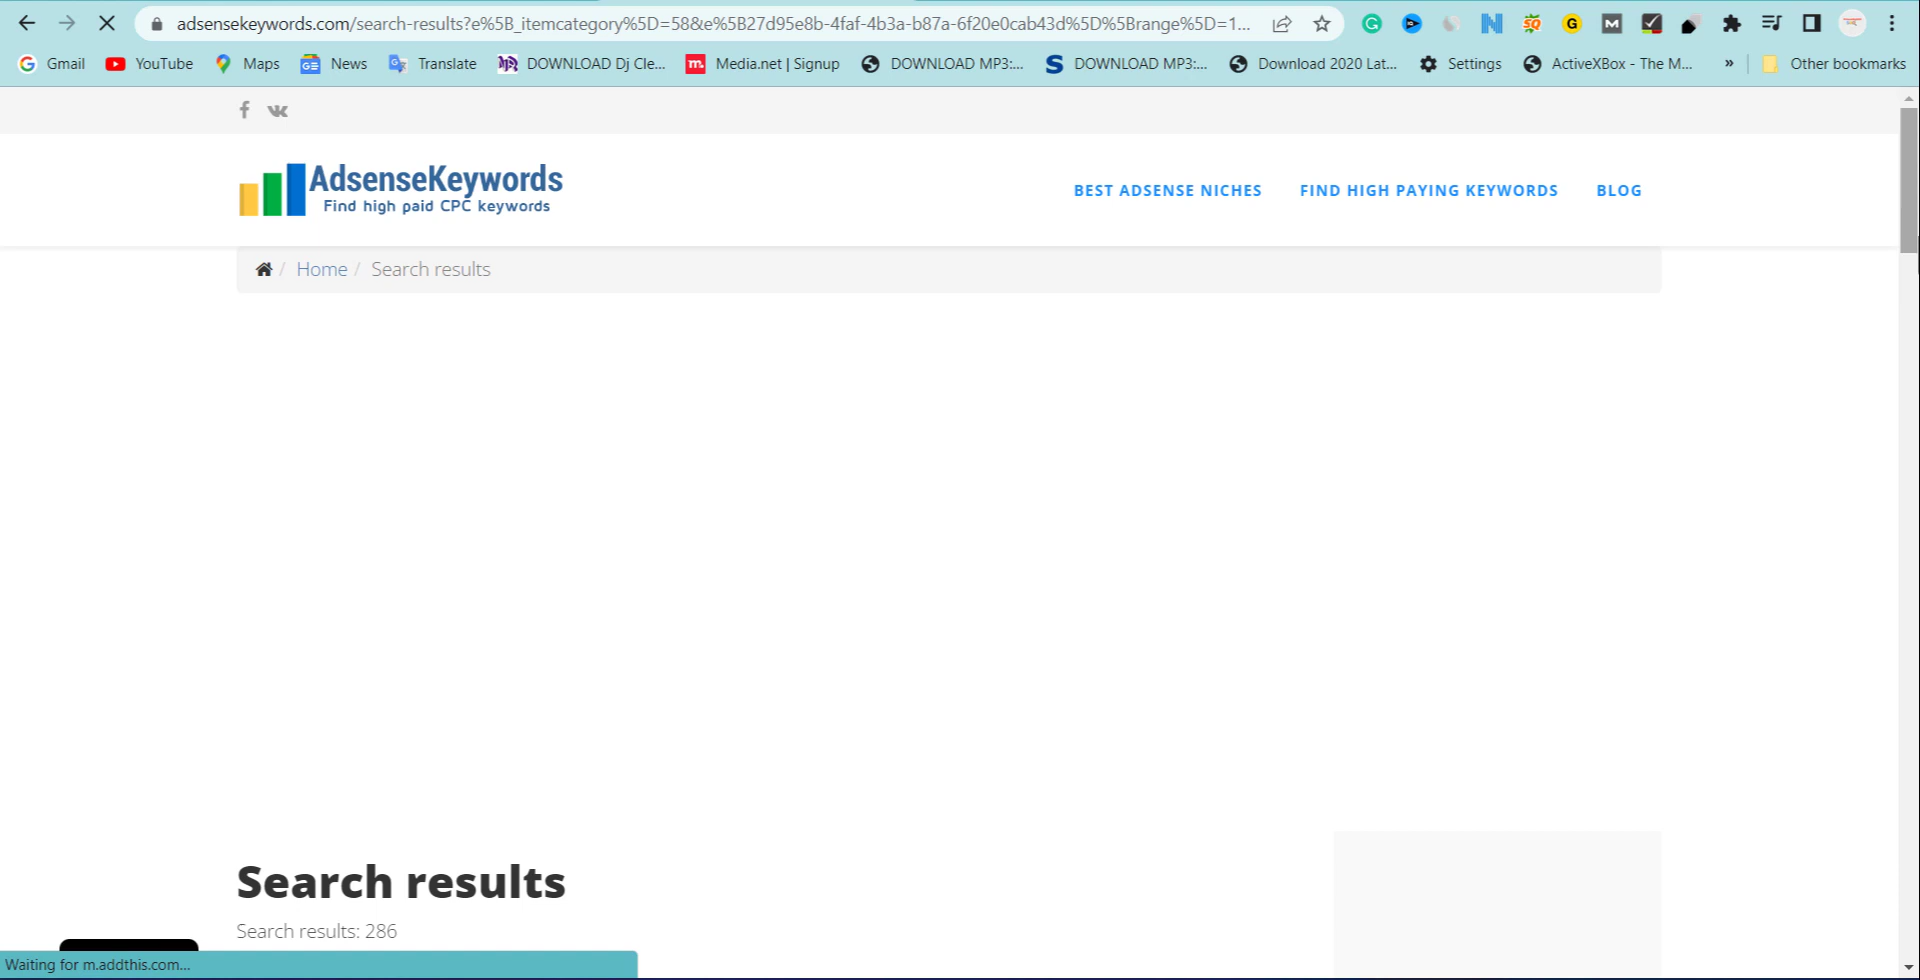 adsensekeywords.com/search-results?e%5B_itemcategory%5D=58&e%5B27d95e8b-4faf-4b3a-b87a-6f20e0cab43d%5D%5Brange%5D=1...
Gmail YouTube Maps News Translate DOWNLOAD Dj Cle... Media.net | Signup DOWNLOAD MP3:... DOWNLOAD MP3:... Download 2020 Lat... Settings ActiveXBox - The M... » Other bookmarks
AdsenseKeywords
Find high paid CPC keywords
BEST ADSENSE NICHES FIND HIGH PAYING KEYWORDS BLOG
/ Home / Search results
Search results
Search results: 286
Waiting for m.addthis.com...